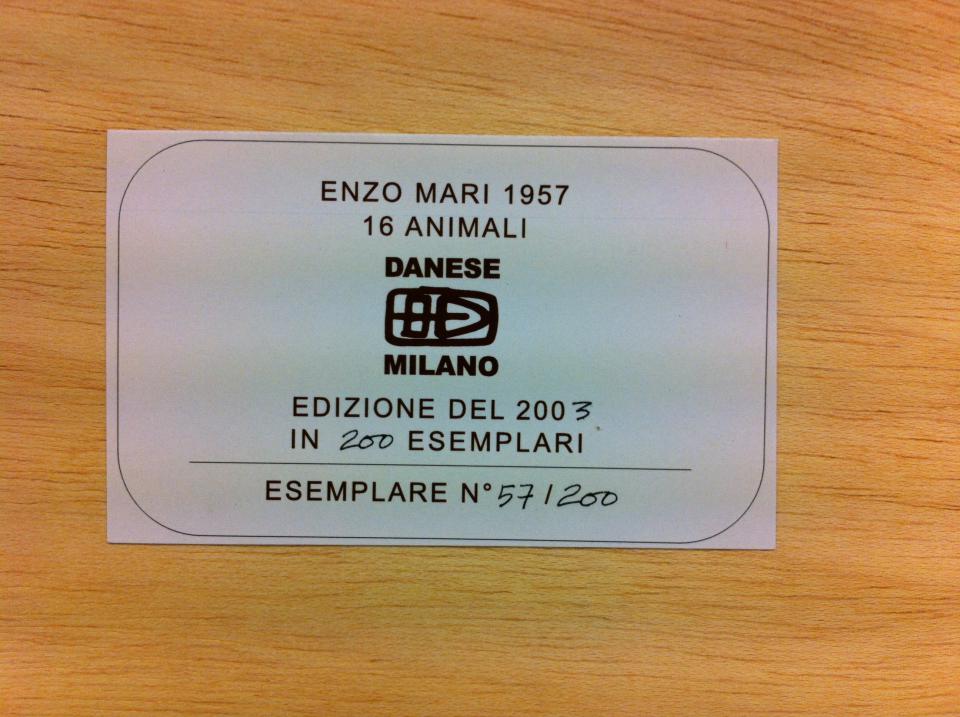 ENZO MARI 1957
16 ANIMALI
DANESE
MILANO
EDIZIONE DEL 2003
IN 200 ESEMPLARI
ESEMPLARE N° 57/200